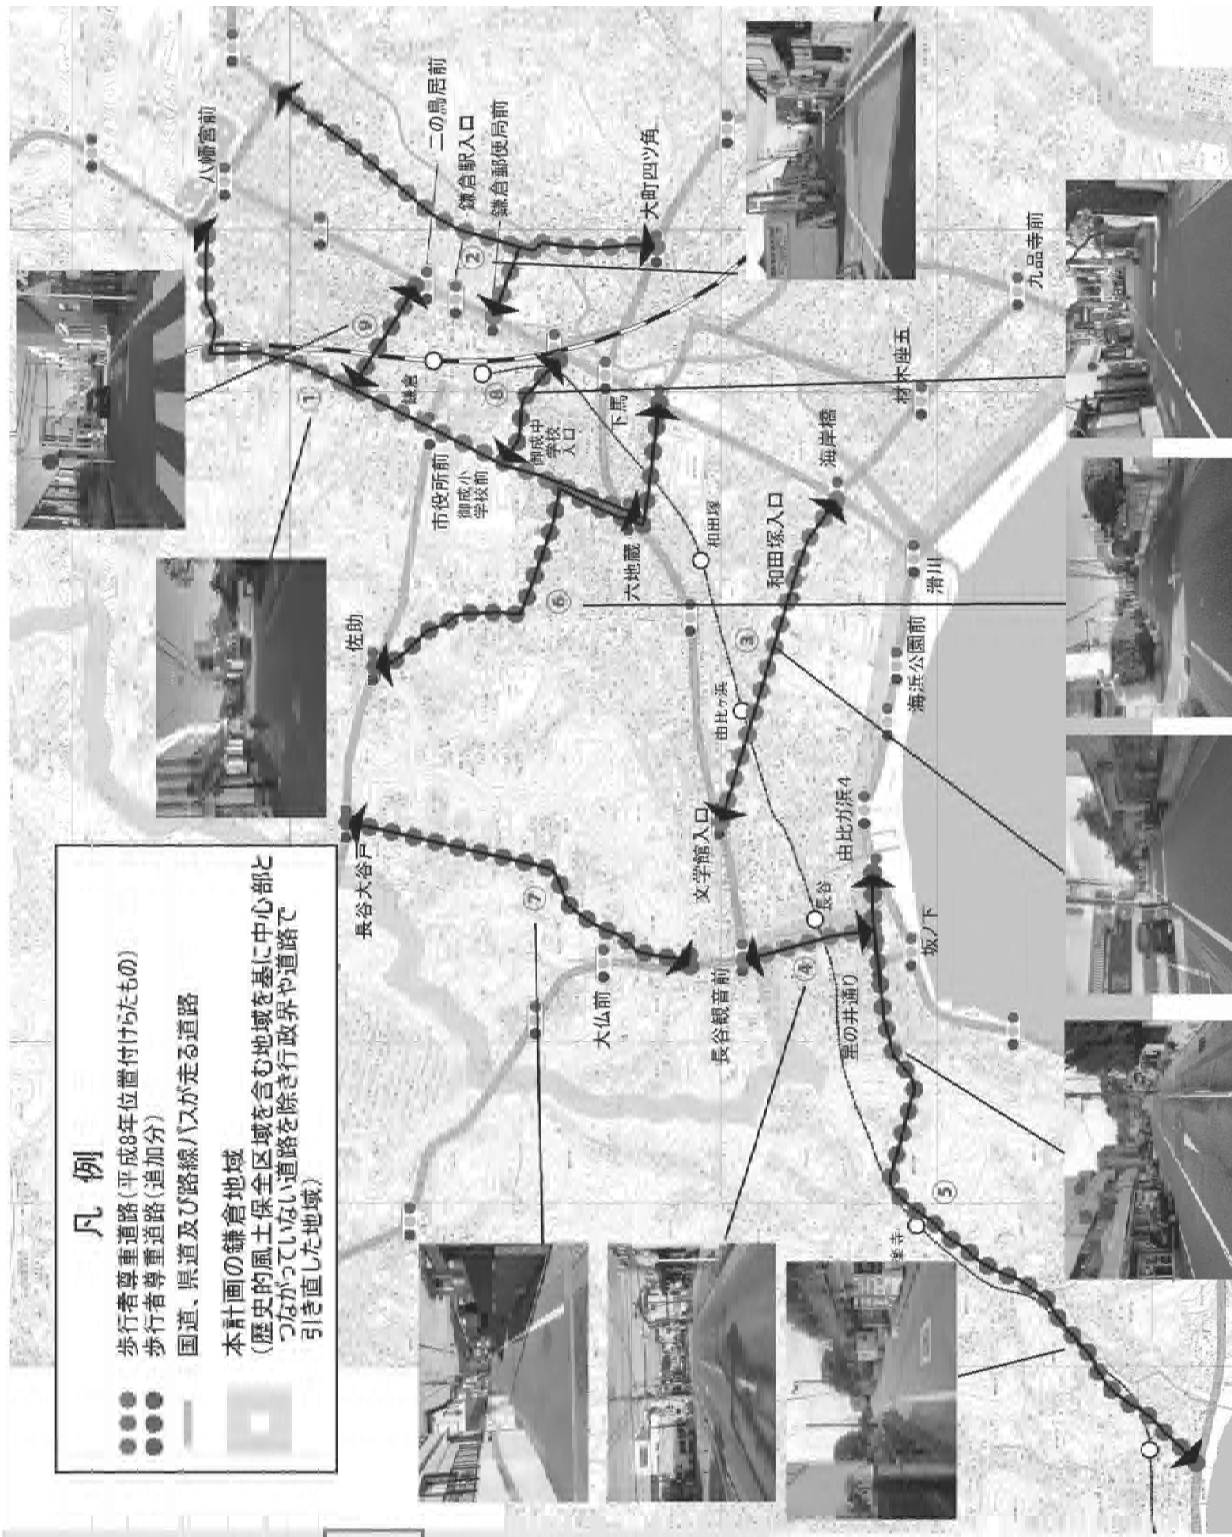 凡 例
歩行者尊重道路(平成8年位置付けらたもの)
歩行者尊重道路(追加分)
国道、県道及び路線バスが走る道路
本計画の鎌倉地域
(歴史的風土保全区域を含む地域を基に中心部と
つながっていない道路を除き行政界や道路で
引き直した地域)
八幡宮前
二の鳥居前
鎌倉駅入口
鎌倉郵便局前
大町四ツ角
九品寺前
①
②
⑨
鎌倉
⑧
市役所前
御成小
学校前
御成中
学校
入口
下馬
材木座五
海岸橋
六地蔵
和田塚
和田塚入口
滑川
佐助
⑥
③
由比ヶ浜
海浜公園前
長谷大谷戸
⑦
文学館入口
由比ガ浜4
長谷
大仏前
長谷観音前
④
星の井通り
坂ノ下
⑤